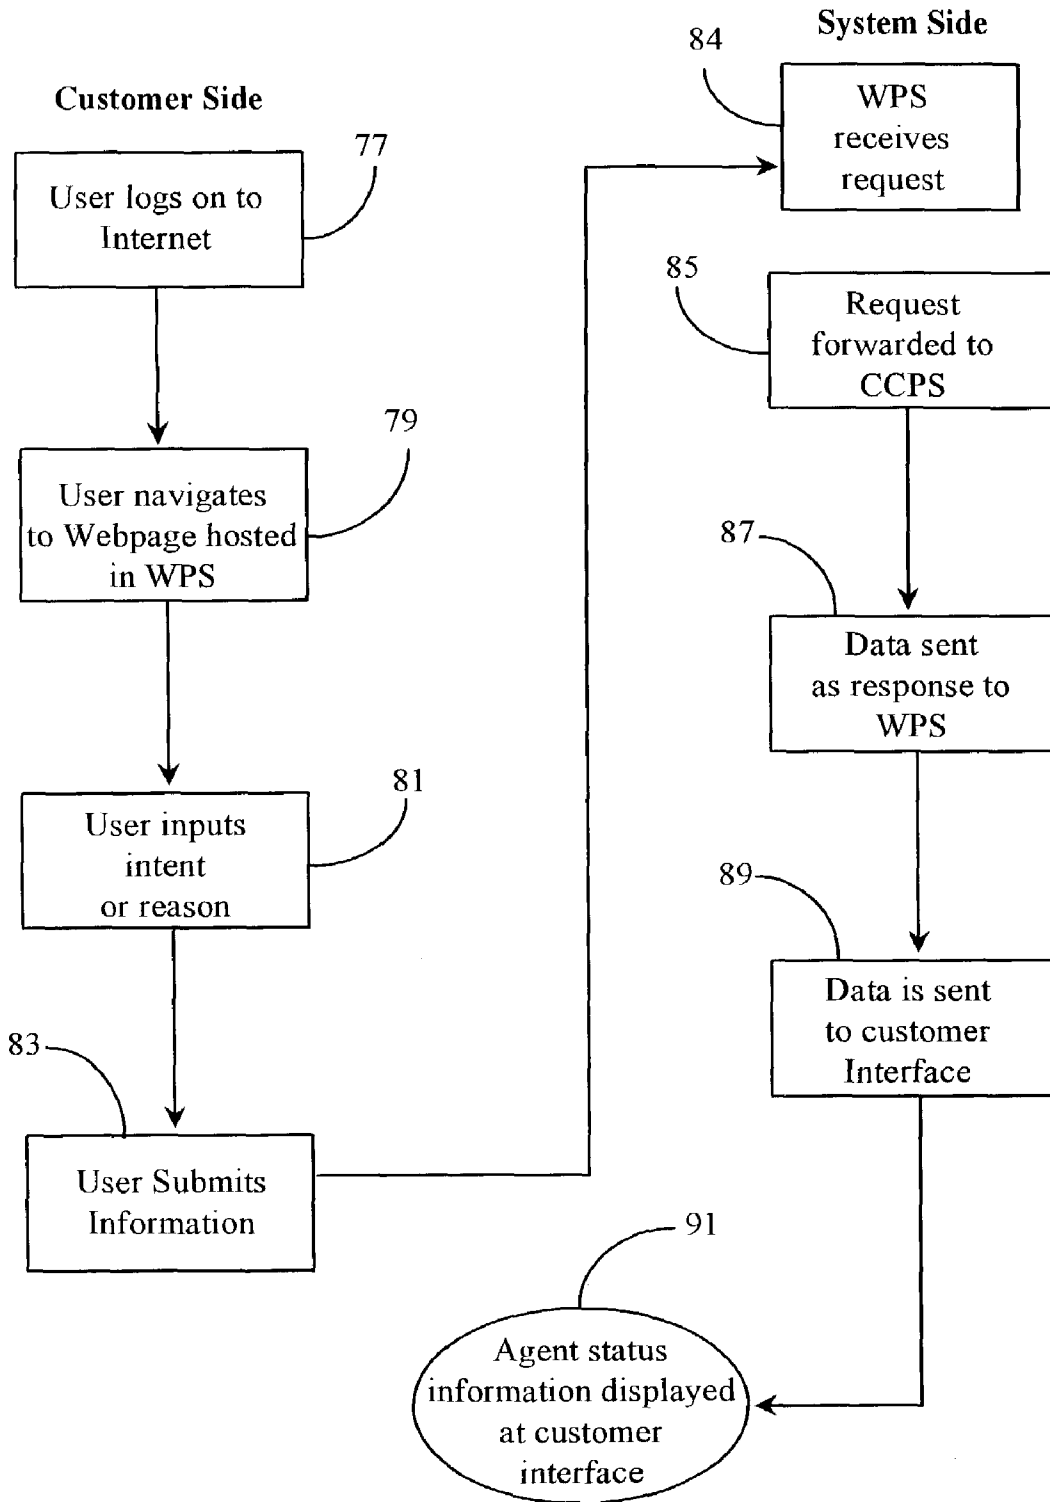 Customer Side
77
User logs on to
Internet
79
User navigates
to Webpage hosted
in WPS
81
User inputs
intent
or reason
83
User Submits
Information
System Side
84
WPS
receives
request
85
Request
forwarded to
CCPS
87
Data sent
as response to
WPS
89
Data is sent
to customer
Interface
91
Agent status
information displayed
at customer
interface